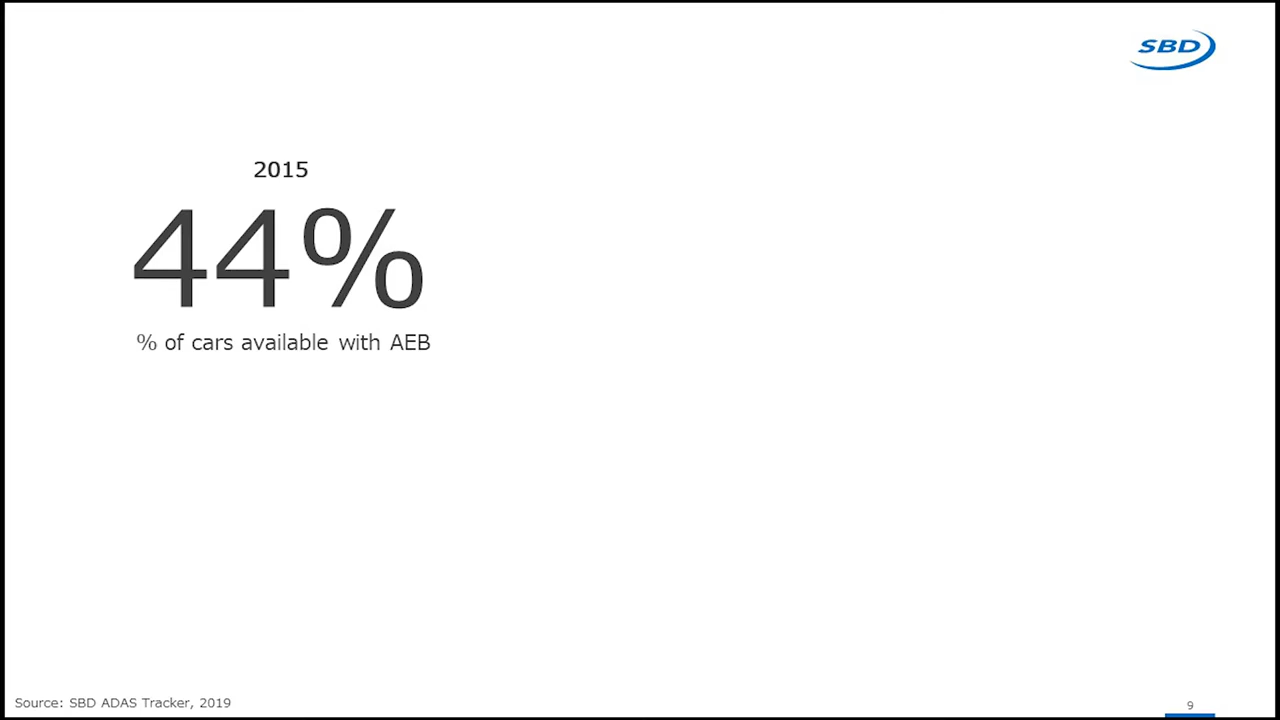 SBD
2015
44%
% of cars available with AEB
Source: SBD ADAS Tracker, 2019
9